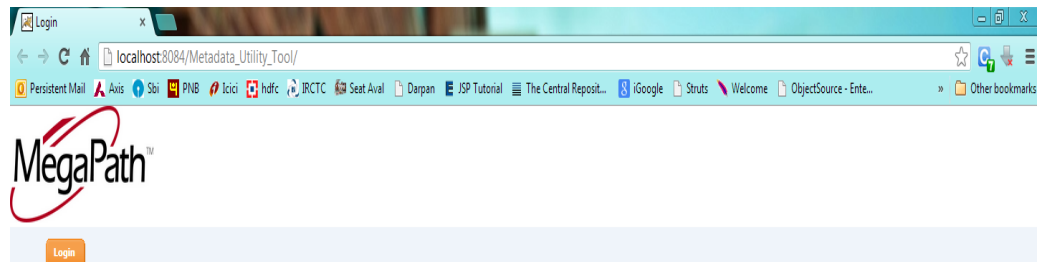 Login
localhost:8084/Metadata_Utility_Tool/
Persistent Mail Axis Sbi PNB Icici hdfc IRCTC Seat Aval Darpan JSP Tutorial The Central Reposit... iGoogle Struts Welcome ObjectSource - Ente... » Other bookmarks
MegaPath™
Login